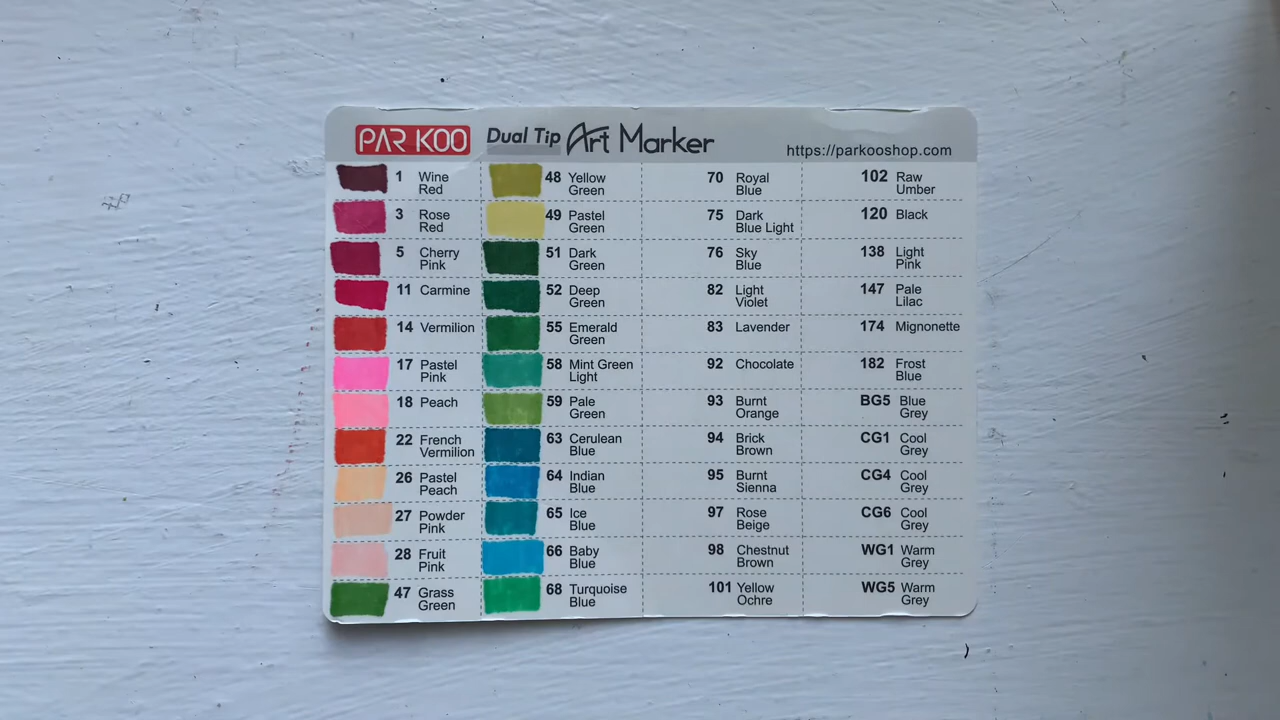 PARKOO Dual Tip Art Marker https://parkooshop.com
1 Wine Red
3 Rose Red
5 Cherry Pink
11 Carmine
14 Vermilion
17 Pastel Pink
18 Peach
22 French Vermilion
26 Pastel Peach
27 Powder Pink
28 Fruit Pink
47 Grass Green
48 Yellow Green
49 Pastel Green
51 Dark Green
52 Deep Green
55 Emerald Green
58 Mint Green Light
59 Pale Green
63 Cerulean Blue
64 Indian Blue
65 Ice Blue
66 Baby Blue
68 Turquoise Blue
70 Royal Blue
75 Dark Blue Light
76 Sky Blue
82 Light Violet
83 Lavender
92 Chocolate
93 Burnt Orange
94 Brick Brown
95 Burnt Sienna
97 Rose Beige
98 Chestnut Brown
101 Yellow Ochre
102 Raw Umber
120 Black
138 Light Pink
147 Pale Lilac
174 Mignonette
182 Frost Blue
BG5 Blue Grey
CG1 Cool Grey
CG4 Cool Grey
CG6 Cool Grey
WG1 Warm Grey
WG5 Warm Grey